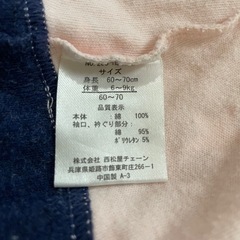 サイズ
身長 60~70cm
体重 6~9kg
60~70
品質表示
本体 綿 100%
袖口、衿ぐり部分:
綿 95%
ポリウレタン 5%
株式会社 西松屋チェーン
兵庫県姫路市飾東町庄266-1
中国製 A-3